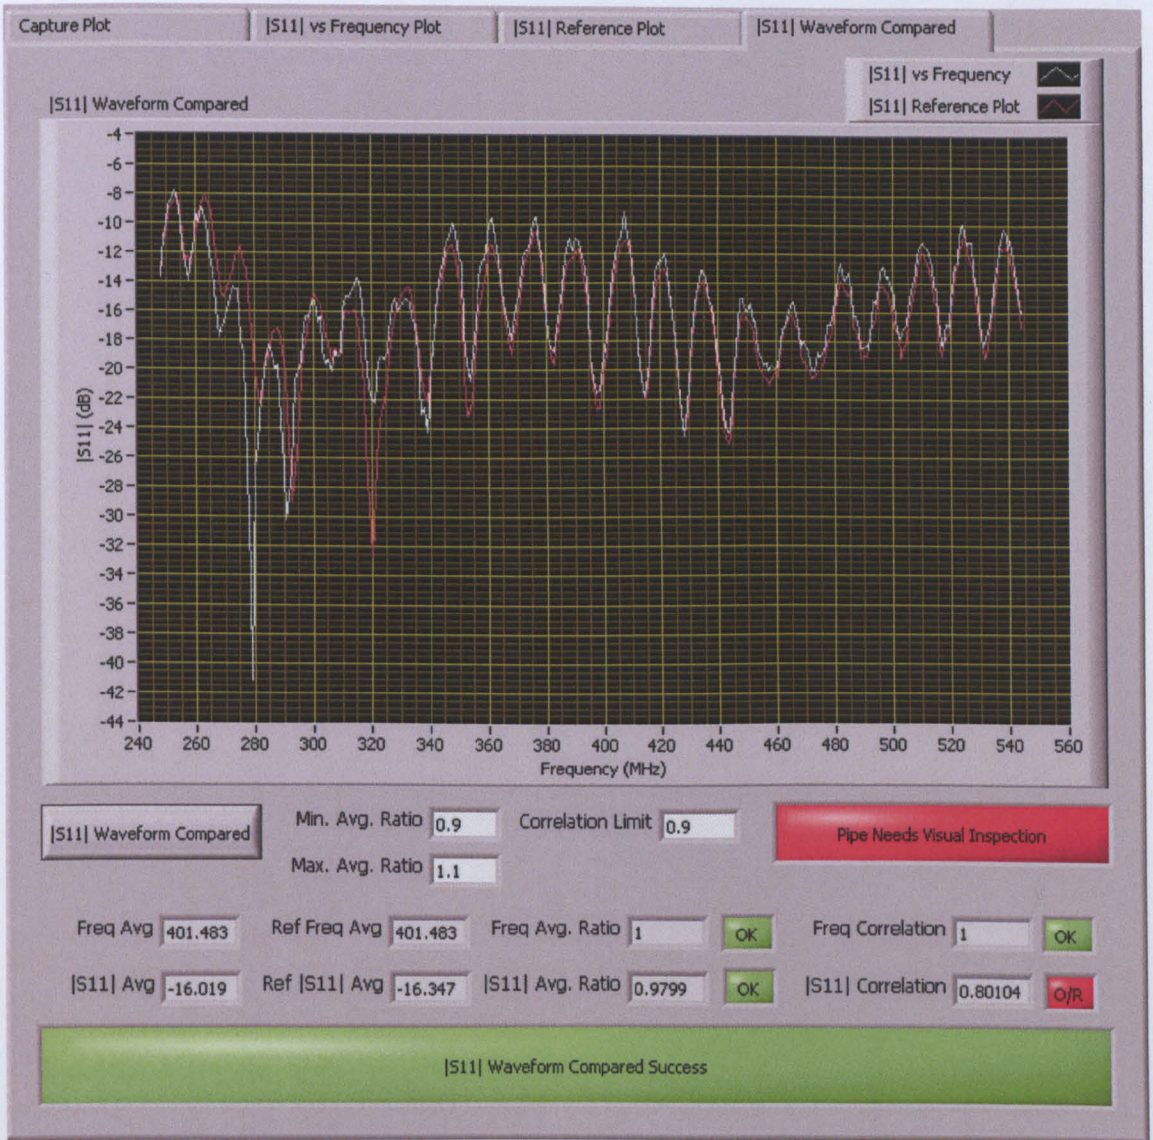 Capture Plot
|S11| vs Frequency Plot
|S11| Reference Plot
|S11| Waveform Compared
|S11| vs Frequency
|S11| Reference Plot
|S11| Waveform Compared
-4
-6
-8
-10
-12
-14
-16
-18
-20
-22
-24
-26
-28
-30
-32
-34
-36
-38
-40
-42
-44
|S11| (dB)
240 260 280 300 320 340 360 380 400 420 440 460 480 500 520 540 560
Frequency (MHz)
|S11| Waveform Compared
Min. Avg. Ratio 0.9
Correlation Limit 0.9
Pipe Needs Visual Inspection
Max. Avg. Ratio 1.1
Freq Avg 401.483 Ref Freq Avg 401.483 Freq Avg. Ratio 1 OK Freq Correlation 1 OK
|S11| Avg -16.019 Ref |S11| Avg -16.347 |S11| Avg. Ratio 0.9799 OK |S11| Correlation 0.80104 O/R
|S11| Waveform Compared Success